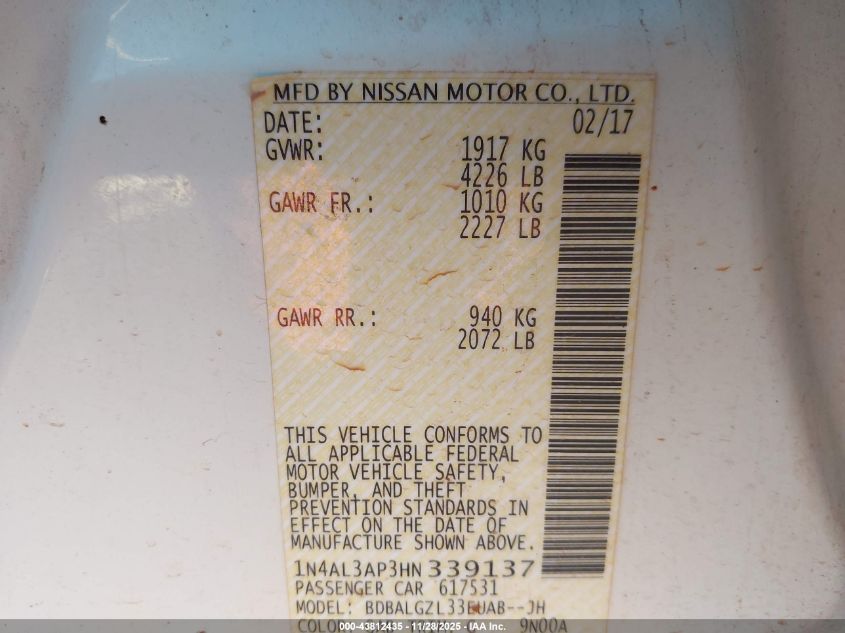 MFD BY NISSAN MOTOR CO., LTD.
DATE: 02/17
GVWR: 1917 KG
4226 LB
GAWR FR.: 1010 KG
2227 LB
GAWR RR.: 940 KG
2072 LB
THIS VEHICLE CONFORMS TO
ALL APPLICABLE FEDERAL
MOTOR VEHICLE SAFETY,
BUMPER, AND THEFT
PREVENTION STANDARDS IN
EFFECT ON THE DATE OF
MANUFACTURE SHOWN ABOVE.
1N4AL3AP3HN 339137
PASSENGER CAR 617531
MODEL: BDBALGZL33EUAB--JH
9N00A
000-43812435 - 11/28/2025 - IAA Inc.